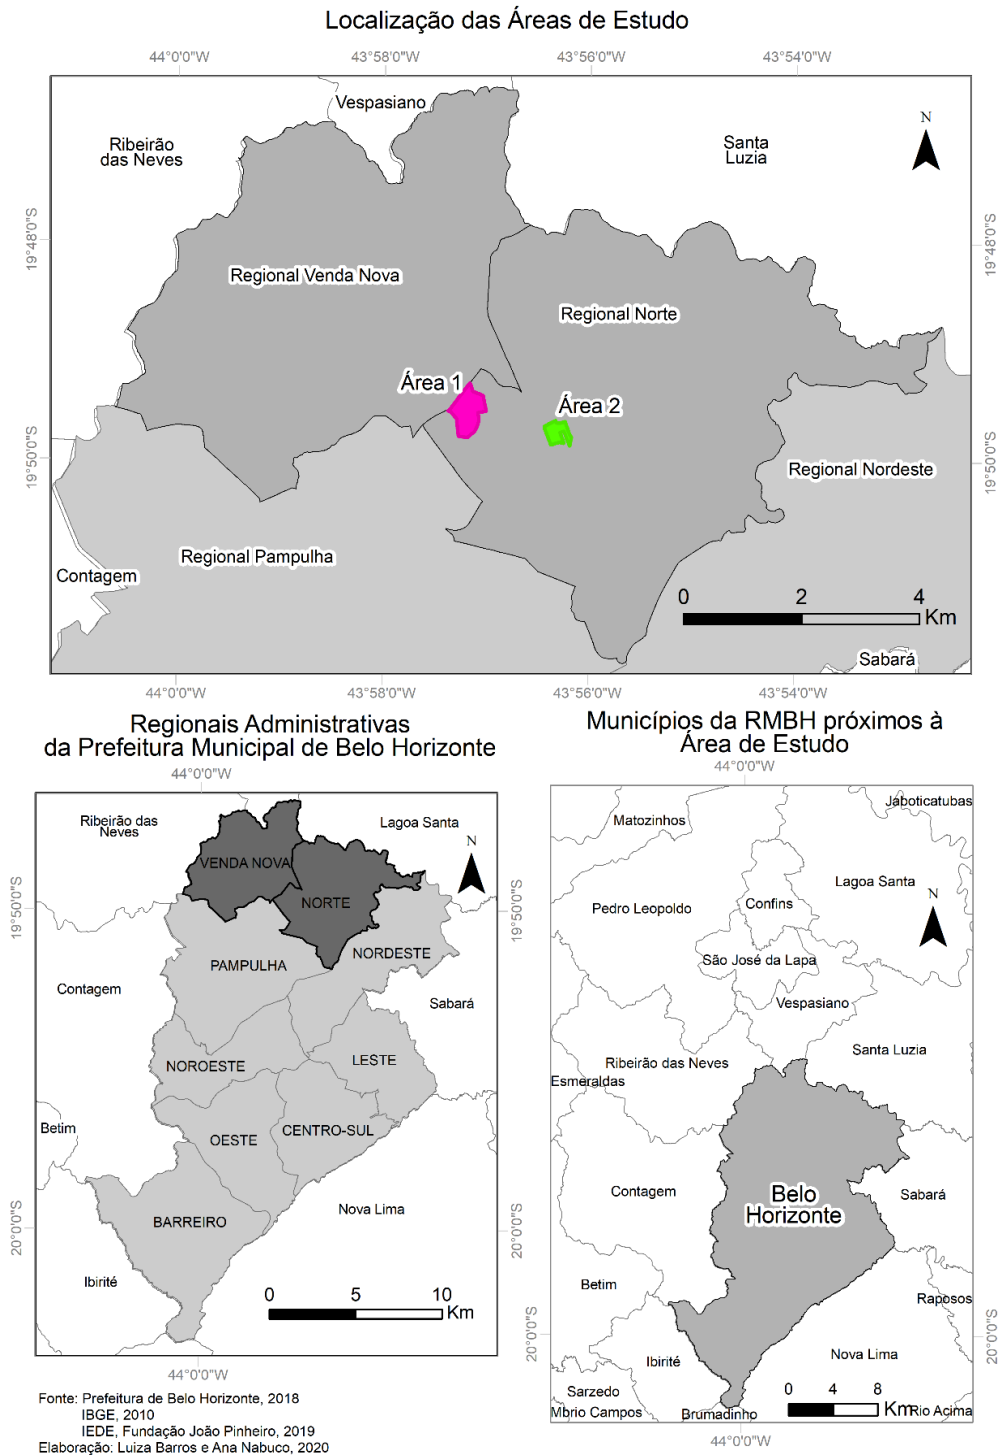 Localização das Áreas de Estudo
44°0'0"W
43°58'0"W
43°56'0"W
43°54'0"W
Vespasiano
N
Ribeirão
das Neves
Santa
Luzia
19°48'0"S
19°48'0"S
Regional Venda Nova
Regional Norte
Área 1
Área 2
19°50'0"S
19°50'0"S
Regional Nordeste
Regional Pampulha
Contagem
0
2
4
Km
Sabará
44°0'0"W
43°58'0"W
43°56'0"W
43°54'0"W
Regionais Administrativas
da Prefeitura Municipal de Belo Horizonte
44°0'0"W
Ribeirão das
Neves
Lagoa Santa
N
VENDA NOVA
NORTE
19°50'0"S
19°50'0"S
NORDESTE
PAMPULHA
Contagem
Sabará
NOROESTE
LESTE
Betim
OESTE
CENTRO-SUL
Nova Lima
BARREIRO
20°0'0"S
20°0'0"S
Ibirité
0
5
10
Km
44°0'0"W
Municípios da RMBH próximos à
Área de Estudo
44°0'0"W
Jaboticatubas
Matozinhos
Lagoa Santa
N
Pedro Leopoldo
Confins
São José da Lapa
Vespasiano
Santa Luzia
Ribeirão das Neves
Esmeraldas
Contagem
Belo
Horizonte
Sabará
Betim
Raposos
20°0'0"S
20°0'0"S
Ibirité
Nova Lima
Sarzedo
0
4
8
Km
Rio Acima
Mbrio Campos
Brumadinho
44°0'0"W
Fonte: Prefeitura de Belo Horizonte, 2018
IBGE, 2010
IEDE, Fundação João Pinheiro, 2019
Elaboração: Luiza Barros e Ana Nabuco, 2020